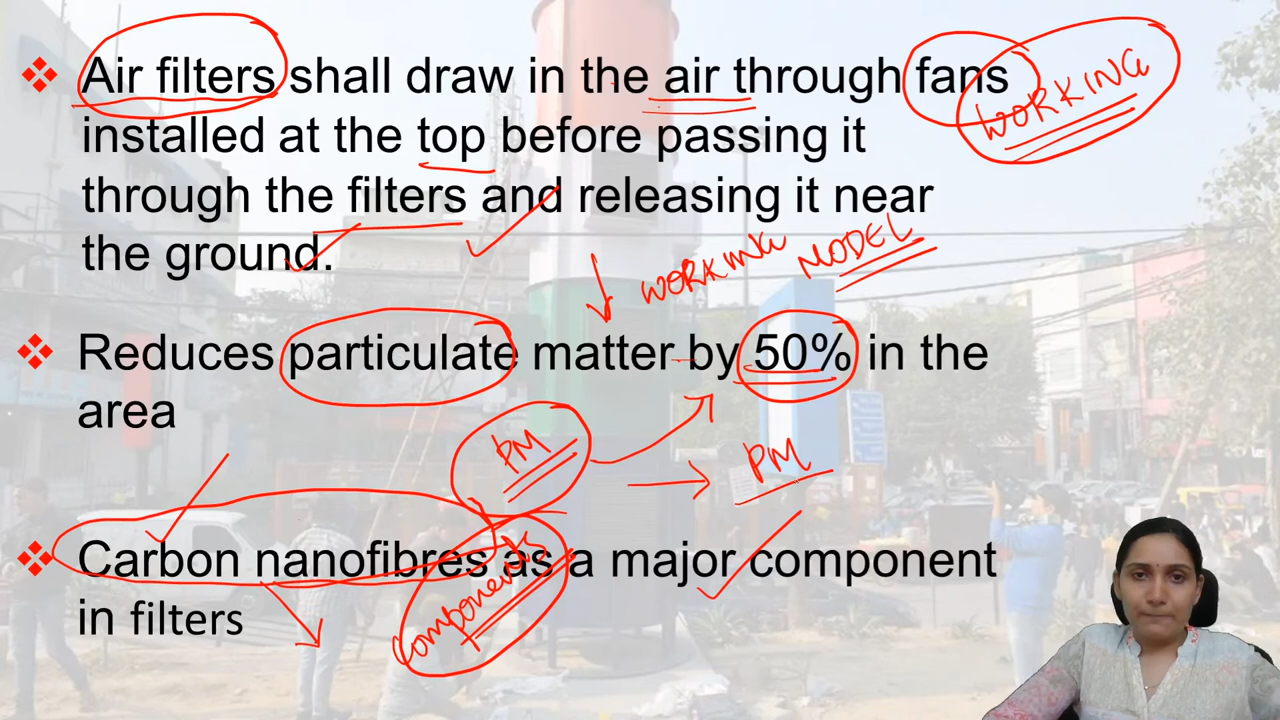 ❖ Air filters shall draw in the air through fans
installed at the top before passing it
through the filters and releasing it near
the ground.
WORKING
WORKING MODEL
❖ Reduces particulate matter by 50% in the
area
PM
PM
❖ Carbon nanofibres as a major component
in filters
components